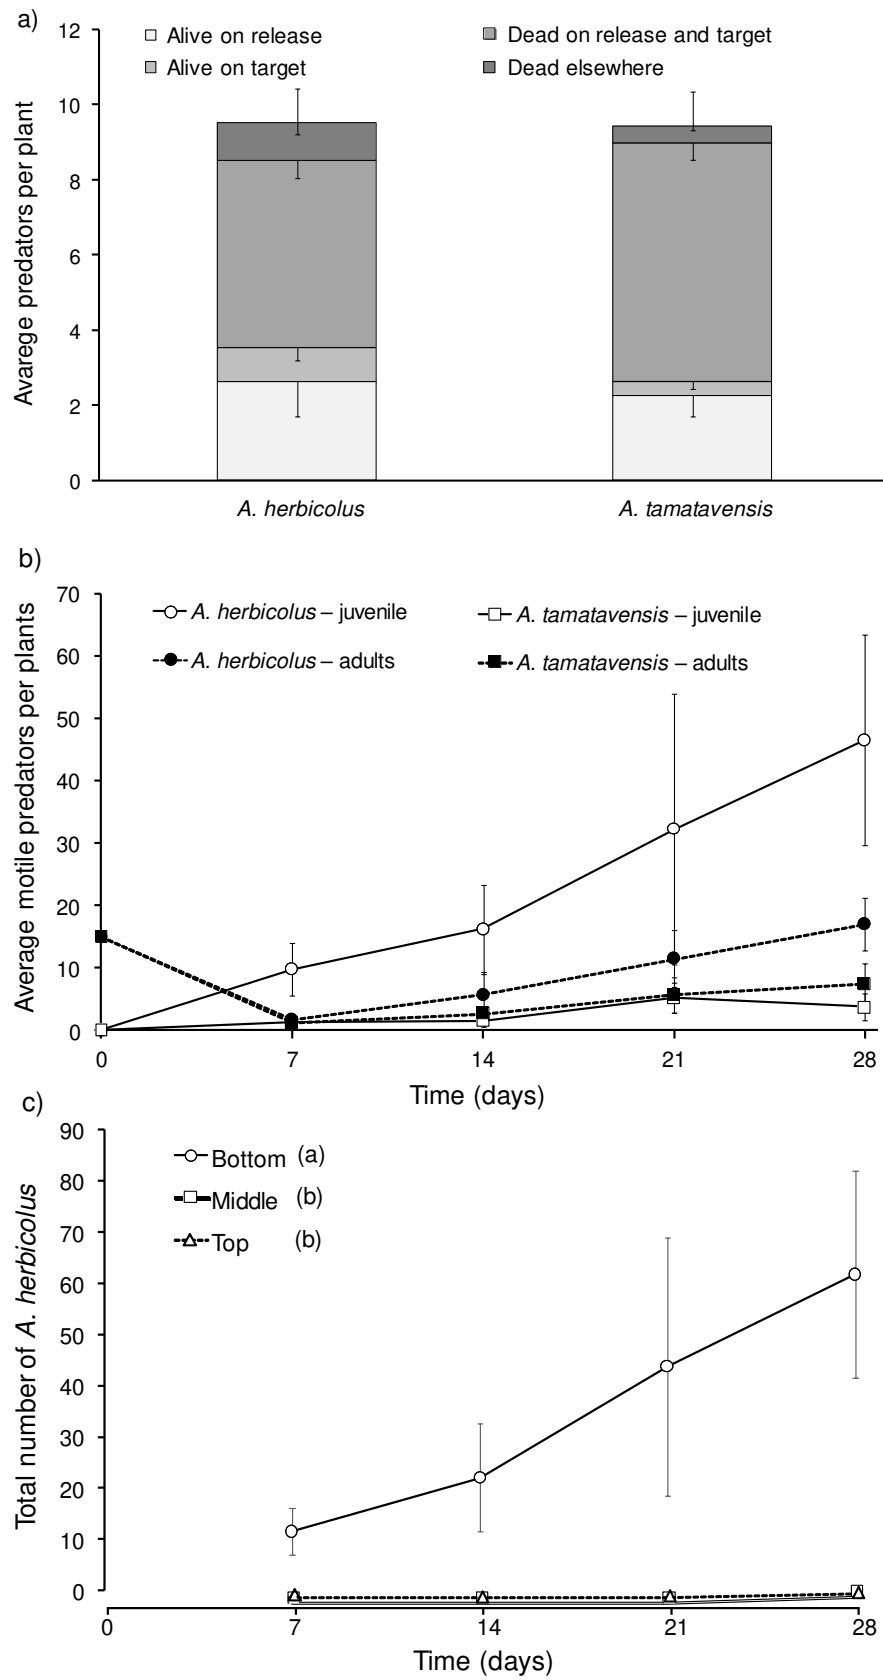 a)
Avarege predators per plant
12
10
8
6
4
2
0
Alive on release
Dead on release and target
Alive on target
Dead elsewhere
A. herbicolus
A. tamatavensis
b)
Average motile predators per plants
70
60
50
40
30
20
10
0
A. herbicolus – juvenile
A. tamatavensis – juvenile
A. herbicolus – adults
A. tamatavensis – adults
0 7 14 21 28
Time (days)
c)
Total number of A. herbicolus
90
80
70
60
50
40
30
20
10
0
Bottom (a)
Middle (b)
Top (b)
0 7 14 21 28
Time (days)